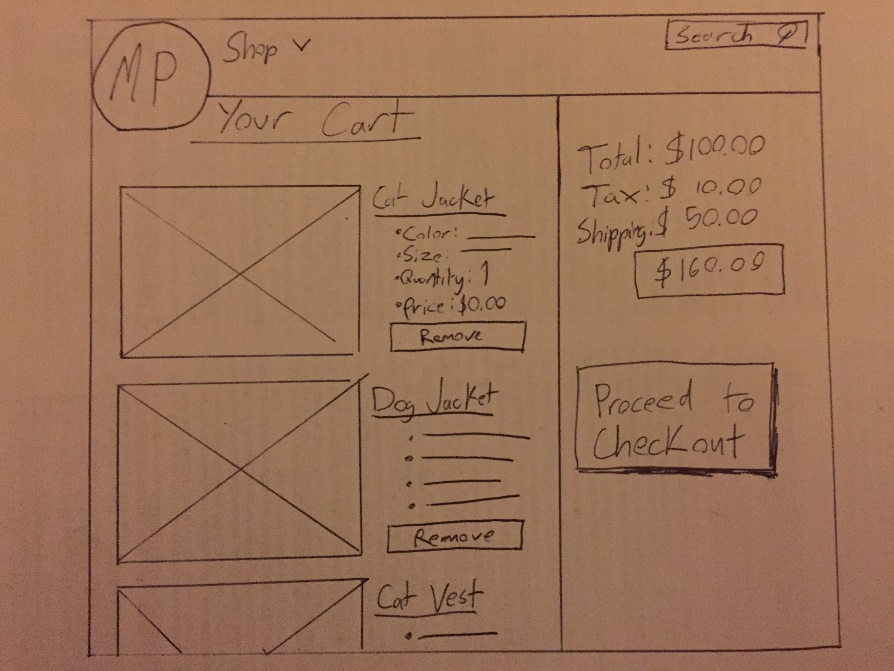 MP
Shop
Search
Your Cart
Cat Jacket
•Color:
•Size:
•Quantity: 1
•Price: $0.00
Remove
Dog Jacket
Remove
Cat Vest
Total: $100.00
Tax: $ 10.00
Shipping: $ 50.00
$160.00
Proceed to
Checkout